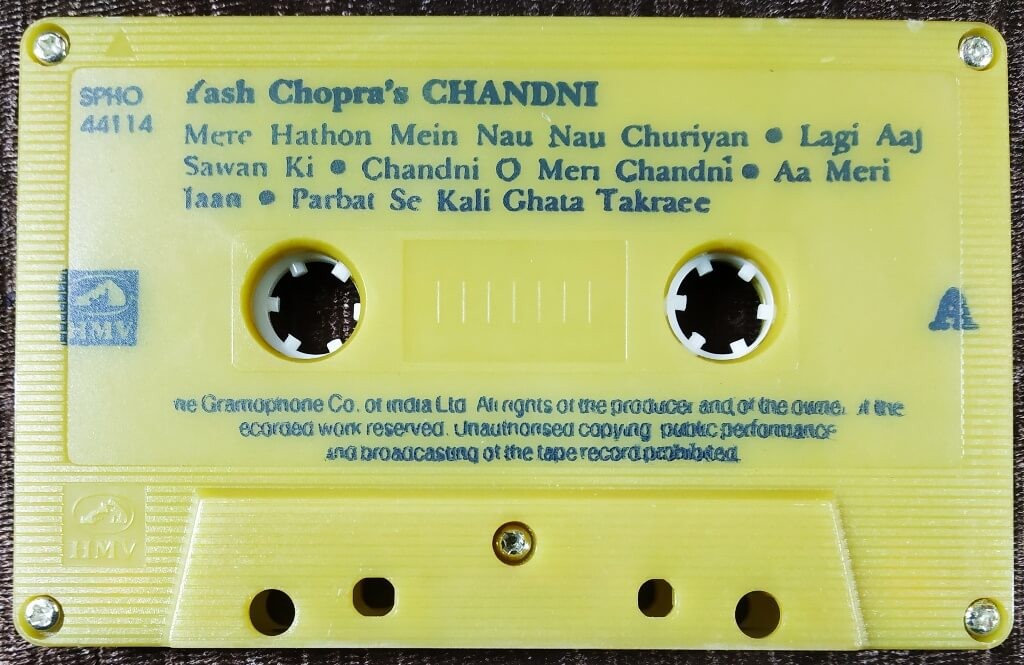 SPHO
44114
Yash Chopra's CHANDNI
Mere Hathon Mein Nau Nau Churiyan • Lagi Aaj
Sawan Ki • Chandni O Meri Chandni • Aa Meri
Jaan • Parbat Se Kali Ghata Takraee
HMV
A
he Gramophone Co. of India Ltd All rights of the producer and of the owner of the
ecorded work reserved. Unauthorised copying public performance
and broadcasting of the tape record prohibited.
HMV